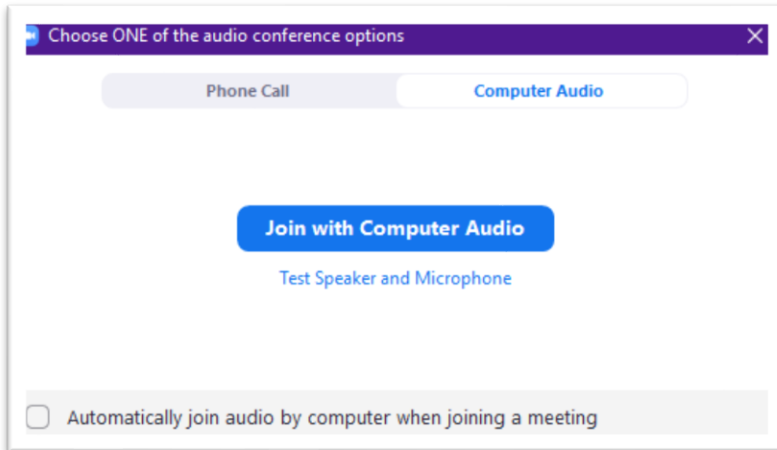 Choose ONE of the audio conference options
Phone Call
Computer Audio
Join with Computer Audio
Test Speaker and Microphone
Automatically join audio by computer when joining a meeting